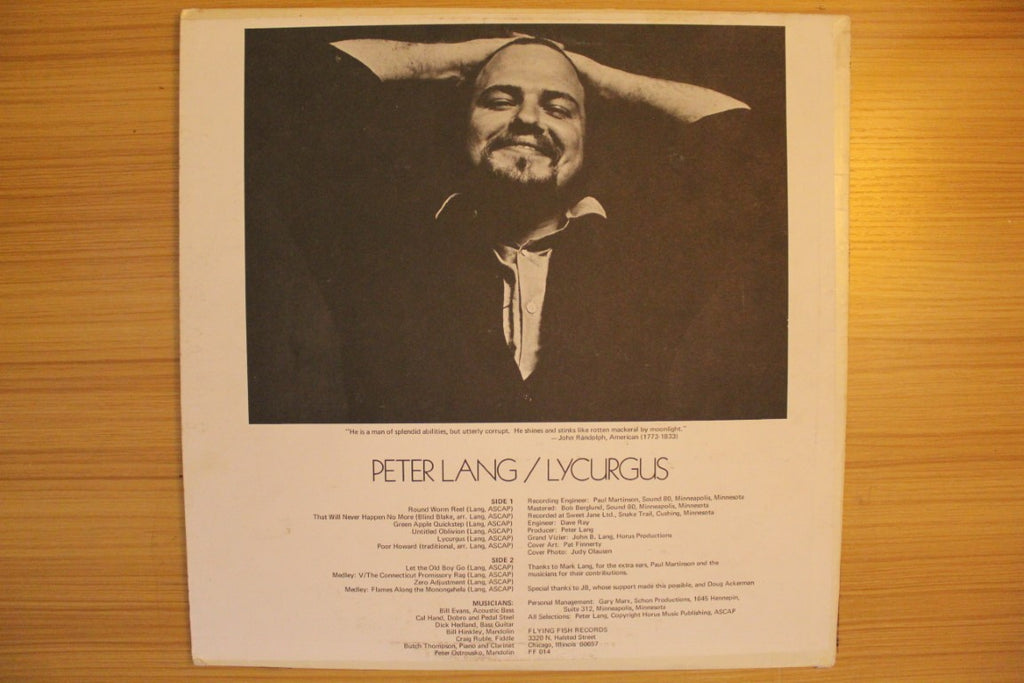 "He is a man of splendid abilities, but utterly corrupt. He shines and stinks like rotten mackeral by moonlight."
— John Randolph, American (1773-1833)
PETER LANG / LYCURGUS
SIDE 1
Round Worm Reel (Lang, ASCAP)
That Will Never Happen No More (Blind Blake, arr. Lang, ASCAP)
Green Apple Quickstep (Lang, ASCAP)
Untitled Oblivion (Lang, ASCAP)
Lycurgus (Lang, ASCAP)
Poor Howard (traditional, arr. Lang, ASCAP)
SIDE 2
Let the Old Boy Go (Lang, ASCAP)
Medley: V/The Connecticut Promissory Rag (Lang, ASCAP)
Zero Adjustment (Lang, ASCAP)
Medley: Flames Along the Monongahela (Lang, ASCAP)
MUSICIANS:
Bill Evans, Acoustic Bass
Cal Hand, Dobro and Pedal Steel
Dick Hedlund, Bass Guitar
Bill Hinkley, Mandolin
Craig Ruble, Fiddle
Butch Thompson, Piano and Clarinet
Peter Ostroushko, Mandolin
Recording Engineer: Paul Martinson, Sound 80, Minneapolis, Minnesota
Mastered: Bob Berglund, Sound 80, Minneapolis, Minnesota
Recorded at Sweet Jane Ltd., Snake Trail, Cushing, Minnesota
Engineer: Dave Ray
Producer: Peter Lang
Grand Vizier: John B. Lang, Horus Productions
Cover Art: Pat Finnerty
Cover Photo: Judy Olausen
Thanks to Mark Lang, for the extra ears, Paul Martinson and the
musicians for their contributions.
Special thanks to JB, whose support made this possible, and Doug Ackerman
Personal Management: Gary Marx, Schon Productions, 1645 Hennepin,
Suite 312, Minneapolis, Minnesota
All Selections: Peter Lang, Copyright Horus Music Publishing, ASCAP
FLYING FISH RECORDS
3320 N. Halsted Street
Chicago, Illinois 60657
FF 014